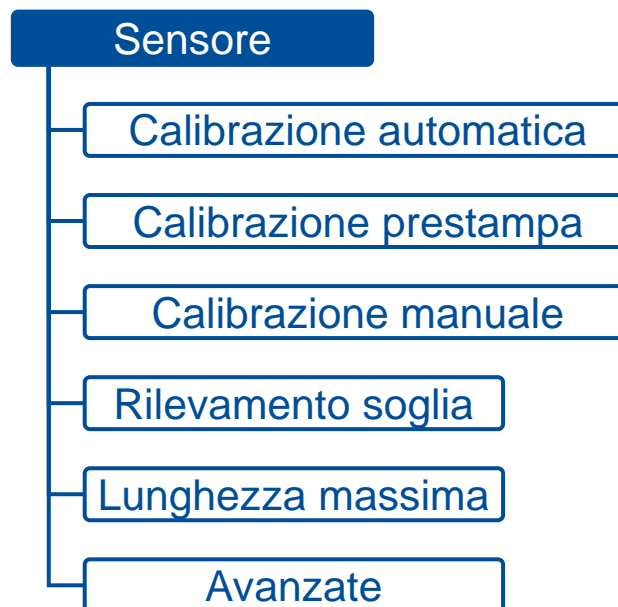 Sensore
Calibrazione automatica
Calibrazione prestampa
Calibrazione manuale
Rilevamento soglia
Lunghezza massima
Avanzate